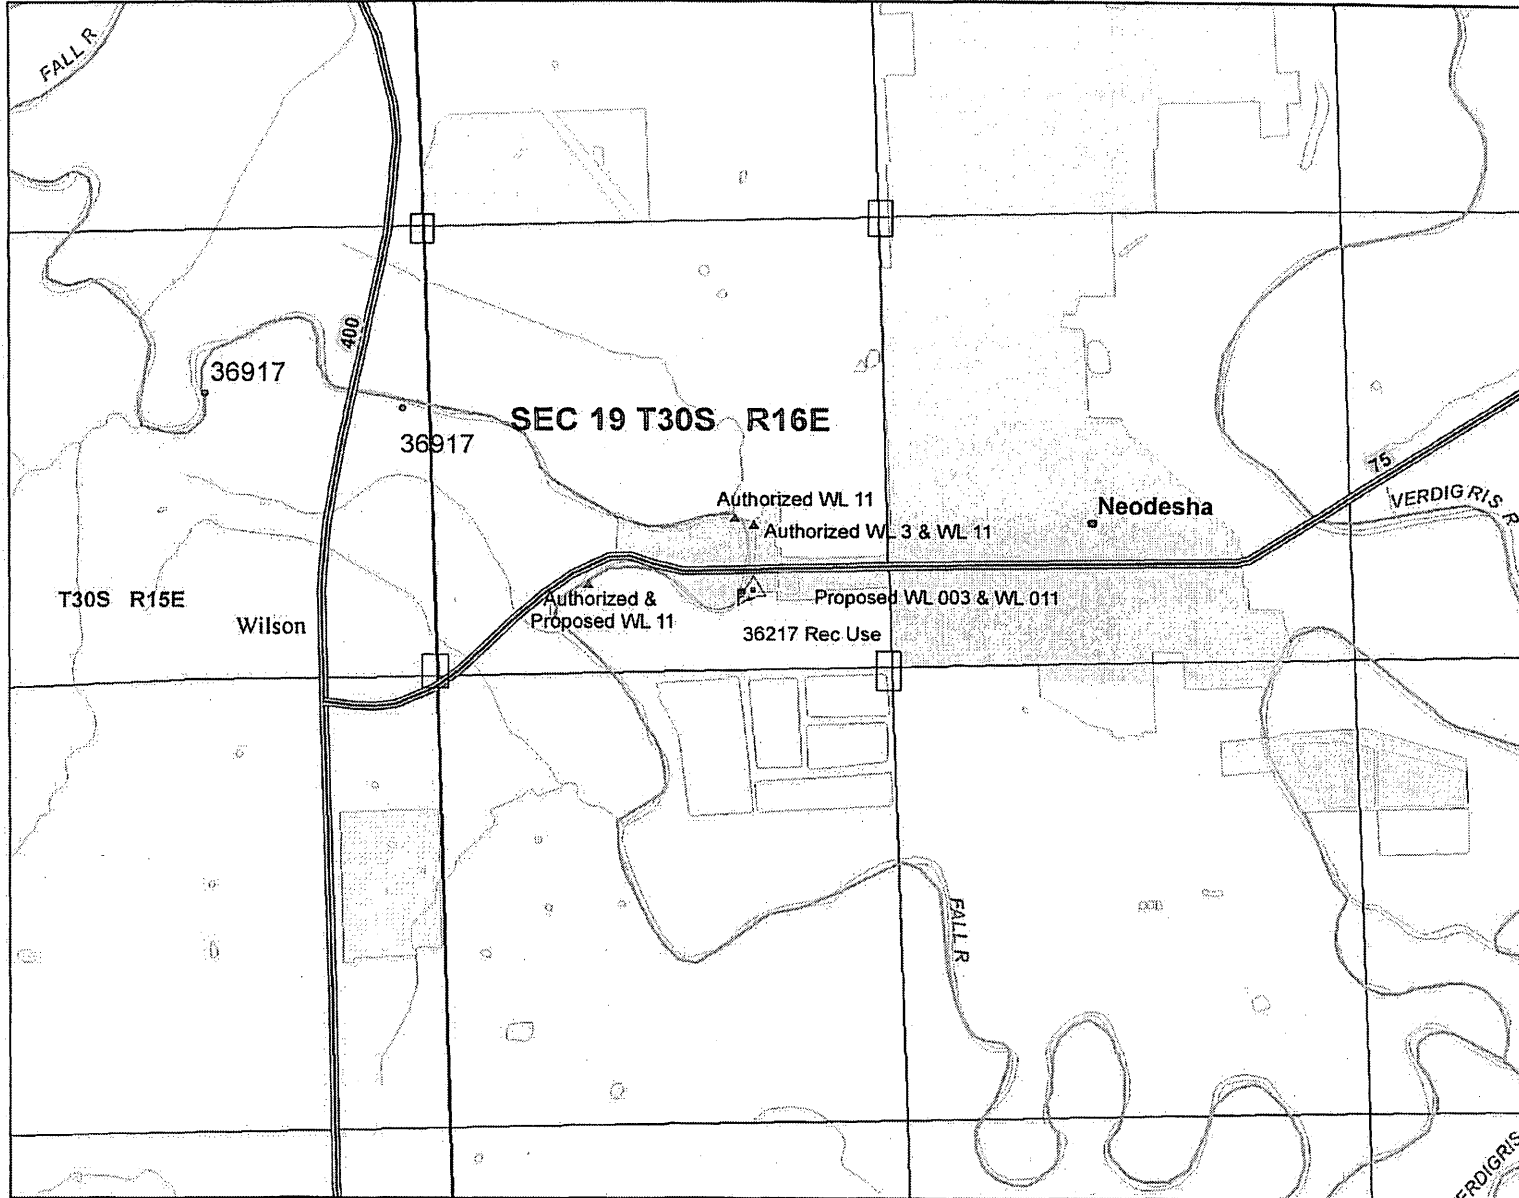 FALL R
400
36917
36917
SEC 19 T30S R16E
75
VERDIGRIS R
Authorized WL 11
Neodesha
Authorized WL 3 & WL 11
T30S R15E
Wilson
Authorized &
Proposed WL 11
Proposed WL 003 & WL 011
36217 Rec Use
FALL R
ERDIGRIS